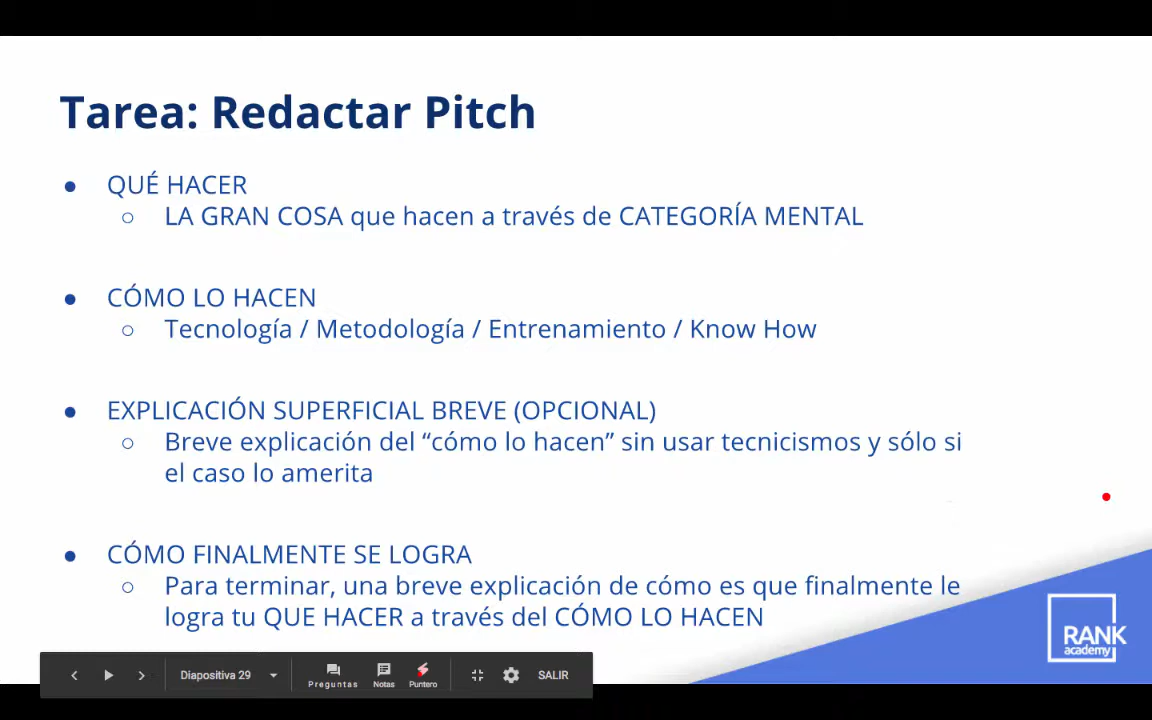 Tarea: Redactar Pitch
● QUÉ HACER
○ LA GRAN COSA que hacen a través de CATEGORÍA MENTAL
● CÓMO LO HACEN
○ Tecnología / Metodología / Entrenamiento / Know How
● EXPLICACIÓN SUPERFICIAL BREVE (OPCIONAL)
○ Breve explicación del “cómo lo hacen” sin usar tecnicismos y sólo si
el caso lo amerita
● CÓMO FINALMENTE SE LOGRA
○ Para terminar, una breve explicación de cómo es que finalmente le
logra tu QUE HACER a través del CÓMO LO HACEN
RANK
academy
Diapositiva 29
Preguntas
Notas
Puntero
SALIR